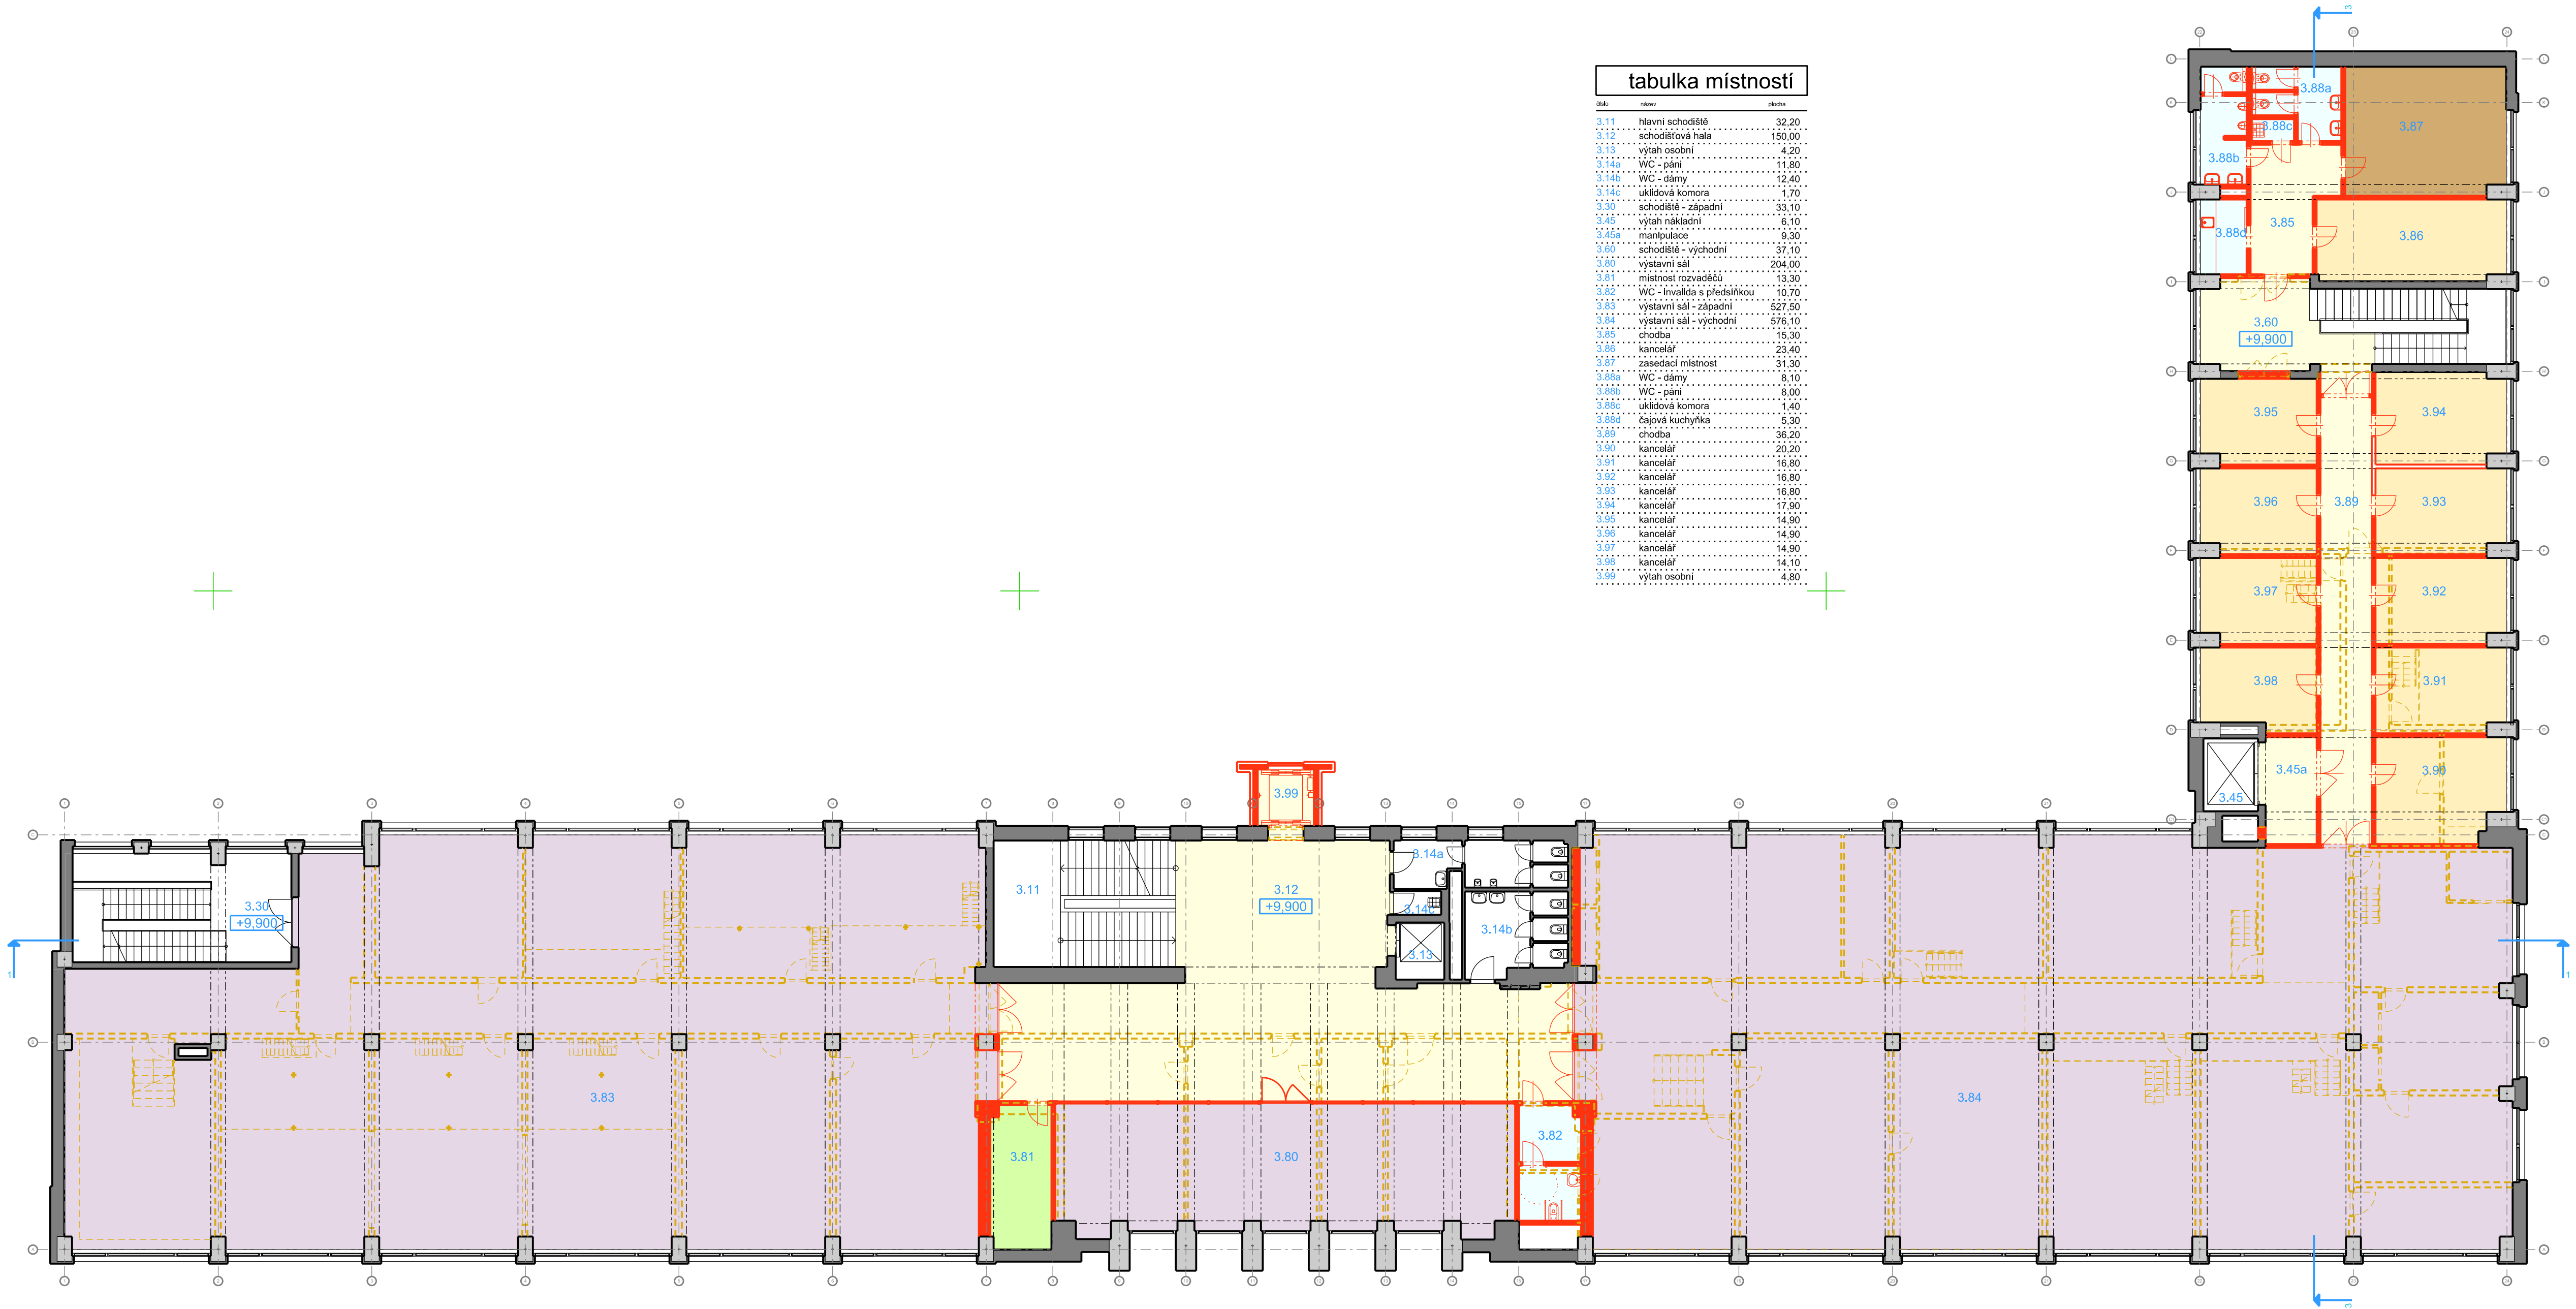 tabulka místností
číslo název plocha
3.11 hlavní schodiště 32,20
3.12 schodišťová hala 150,00
3.13 výtah osobní 4,20
3.14a WC - páni 11,80
3.14b WC - dámy 12,40
3.14c uklidová komora 1,70
3.30 schodiště - západní 33,10
3.45 výtah nákladní 6,10
3.45a manipulace 9,30
3.60 schodiště - východní 37,10
3.80 výstavní sál 204,00
3.81 místnost rozvaděčů 13,30
3.82 WC - invalida s předsíňkou 10,70
3.83 výstavní sál - západní 527,50
3.84 výstavní sál - východní 576,10
3.85 chodba 15,30
3.86 kancelář 23,40
3.87 zasedací místnost 31,30
3.88a WC - dámy 8,10
3.88b WC - páni 8,00
3.88c uklidová komora 1,40
3.88d čajová kuchyňka 5,30
3.89 chodba 36,20
3.90 kancelář 20,20
3.91 kancelář 16,80
3.92 kancelář 16,80
3.93 kancelář 16,80
3.94 kancelář 17,90
3.95 kancelář 14,90
3.96 kancelář 14,90
3.97 kancelář 14,90
3.98 kancelář 14,10
3.99 výtah osobní 4,80
3
3.88a
3.88c
3.87
3.88b
3.85
3.88d
3.86
3.60
+9,900
3.95
3.94
3.96
3.89
3.93
3.97
3.92
3.98
3.91
3.45a
3.90
3.45
3.99
3.14a
3.11
3.12
+9,900
3.14c
3.14b
3.13
3.30
+9,900
1
1
3.83
3.84
3.82
3.81
3.80
3